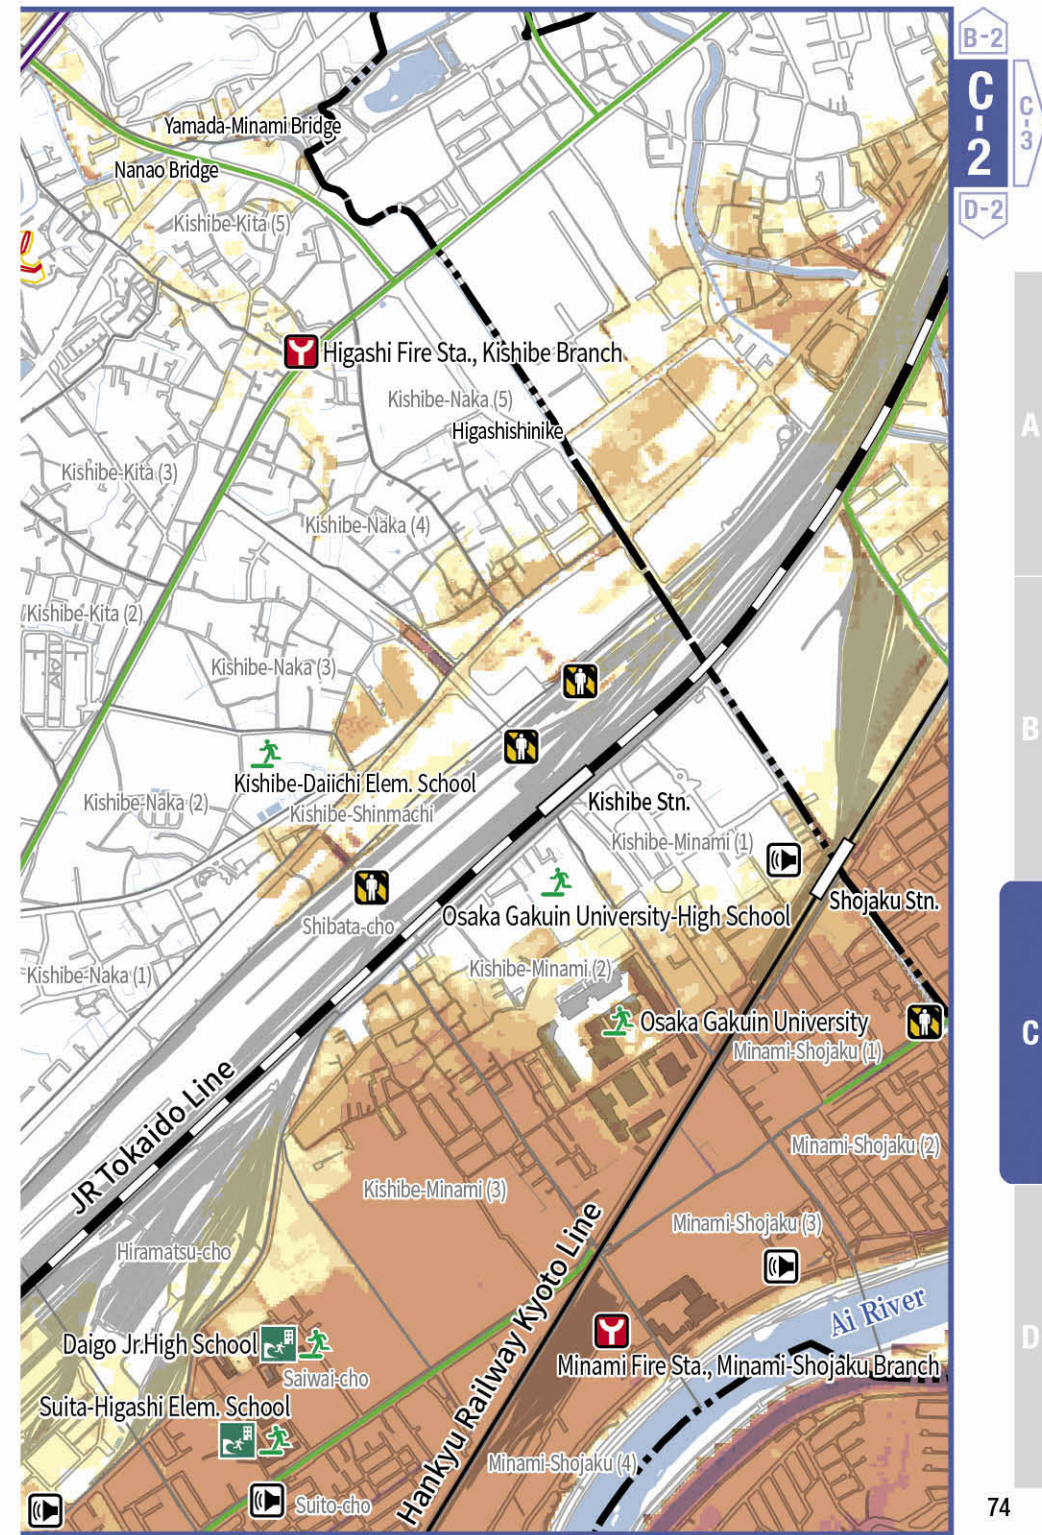 B-2
C-2
C-3
D-2
Yamada-Minami Bridge
Nanao Bridge
Kishibe-Kita (5)
Higashi Fire Sta., Kishibe Branch
Kishibe-Naka (5)
Higashishinike
A
Kishibe-Kita (3)
Kishibe-Naka (4)
Kishibe-Kita (2)
Kishibe-Naka (3)
B
Kishibe-Daiichi Elem. School
Kishibe-Naka (2)
Kishibe-Shinmachi
Kishibe Stn.
Kishibe-Minami (1)
Shojaku Stn.
Osaka Gakuin University-High School
Shibata-cho
Kishibe-Naka (1)
Kishibe-Minami (2)
Osaka Gakuin University
C
Minami-Shojaku (1)
JR Tokaido Line
Minami-Shojaku (2)
Kishibe-Minami (3)
Minami-Shojaku (3)
Hiramatsu-cho
Hankyu Railway Kyoto Line
Ai River
Daigo Jr.High School
D
Minami Fire Sta., Minami-Shojaku Branch
Saiwai-cho
Suita-Higashi Elem. School
Minami-Shojaku (4)
Suito-cho
74